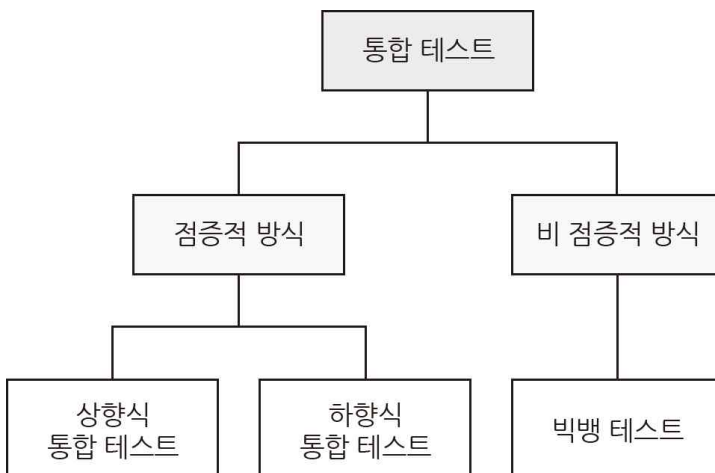 통합 테스트
점증적 방식
비 점증적 방식
상향식
통합 테스트
하향식
통합 테스트
빅뱅 테스트